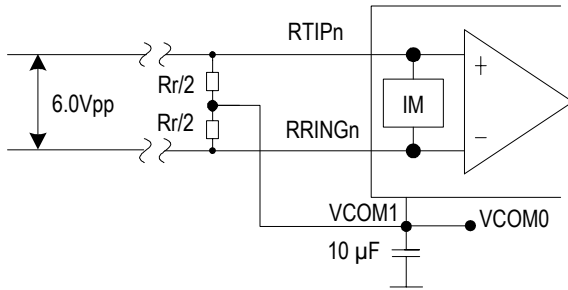 RTIPn
Rr/2
6.0Vpp
Rr/2
IM
+
RRINGn
−
VCOM1
VCOM0
10 µF